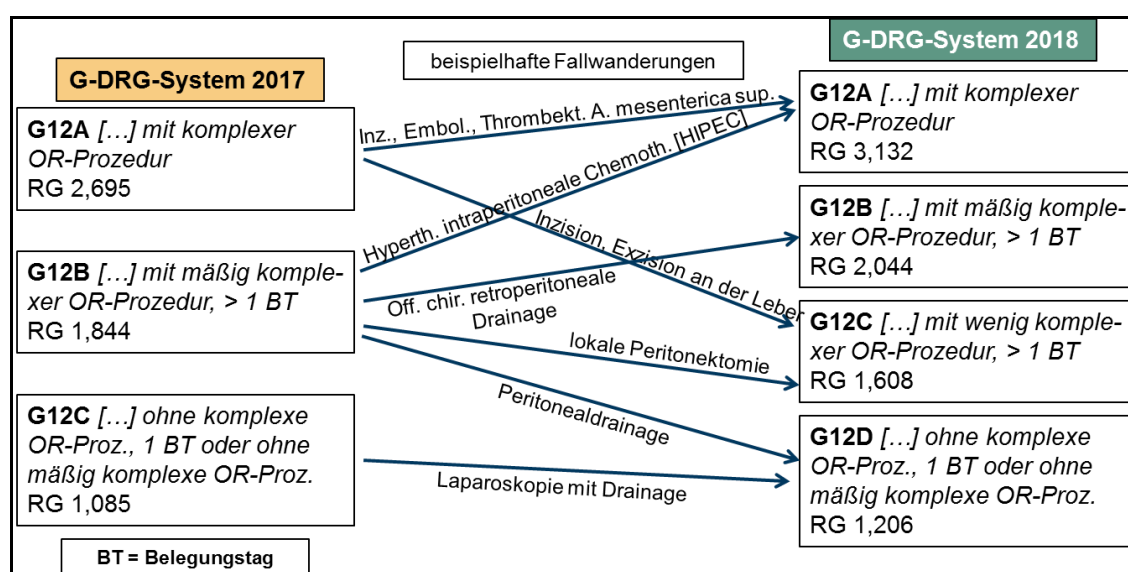 G-DRG-System 2017
beispielhafte Fallwanderungen
G-DRG-System 2018
G12A […] mit komplexer
OR-Prozedur
RG 2,695
G12B […] mit mäßig komple-
xer OR-Prozedur, > 1 BT
RG 1,844
G12C […] ohne komplexe
OR-Proz., 1 BT oder ohne
mäßig komplexe OR-Proz.
RG 1,085
BT = Belegungstag
Inz., Embol., Thrombekt. A. mesenterica sup.
Hyperth. intraperitoneale Chemoth. [HIPEC]
Inzision, Exzision an der Leber
Off. chir. retroperitoneale
Drainage
lokale Peritonektomie
Peritonealdrainage
Laparoskopie mit Drainage
G12A […] mit komplexer
OR-Prozedur
RG 3,132
G12B […] mit mäßig komple-
xer OR-Prozedur, > 1 BT
RG 2,044
G12C […] mit wenig komple-
xer OR-Prozedur, > 1 BT
RG 1,608
G12D […] ohne komplexe
OR-Proz., 1 BT oder ohne
mäßig komplexe OR-Proz.
RG 1,206